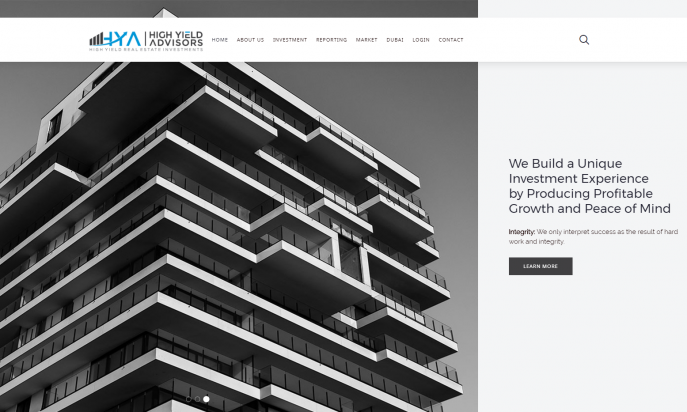 HYA
HIGH YIELD
ADVISORS
HIGH YIELD REAL ESTATE INVESTMENTS
HOME ABOUT US INVESTMENT REPORTING MARKET DUBAI LOGIN CONTACT
We Build a Unique
Investment Experience
by Producing Profitable
Growth and Peace of Mind
Integrity: We only interpret success as the result of hard
work and integrity.
LEARN MORE